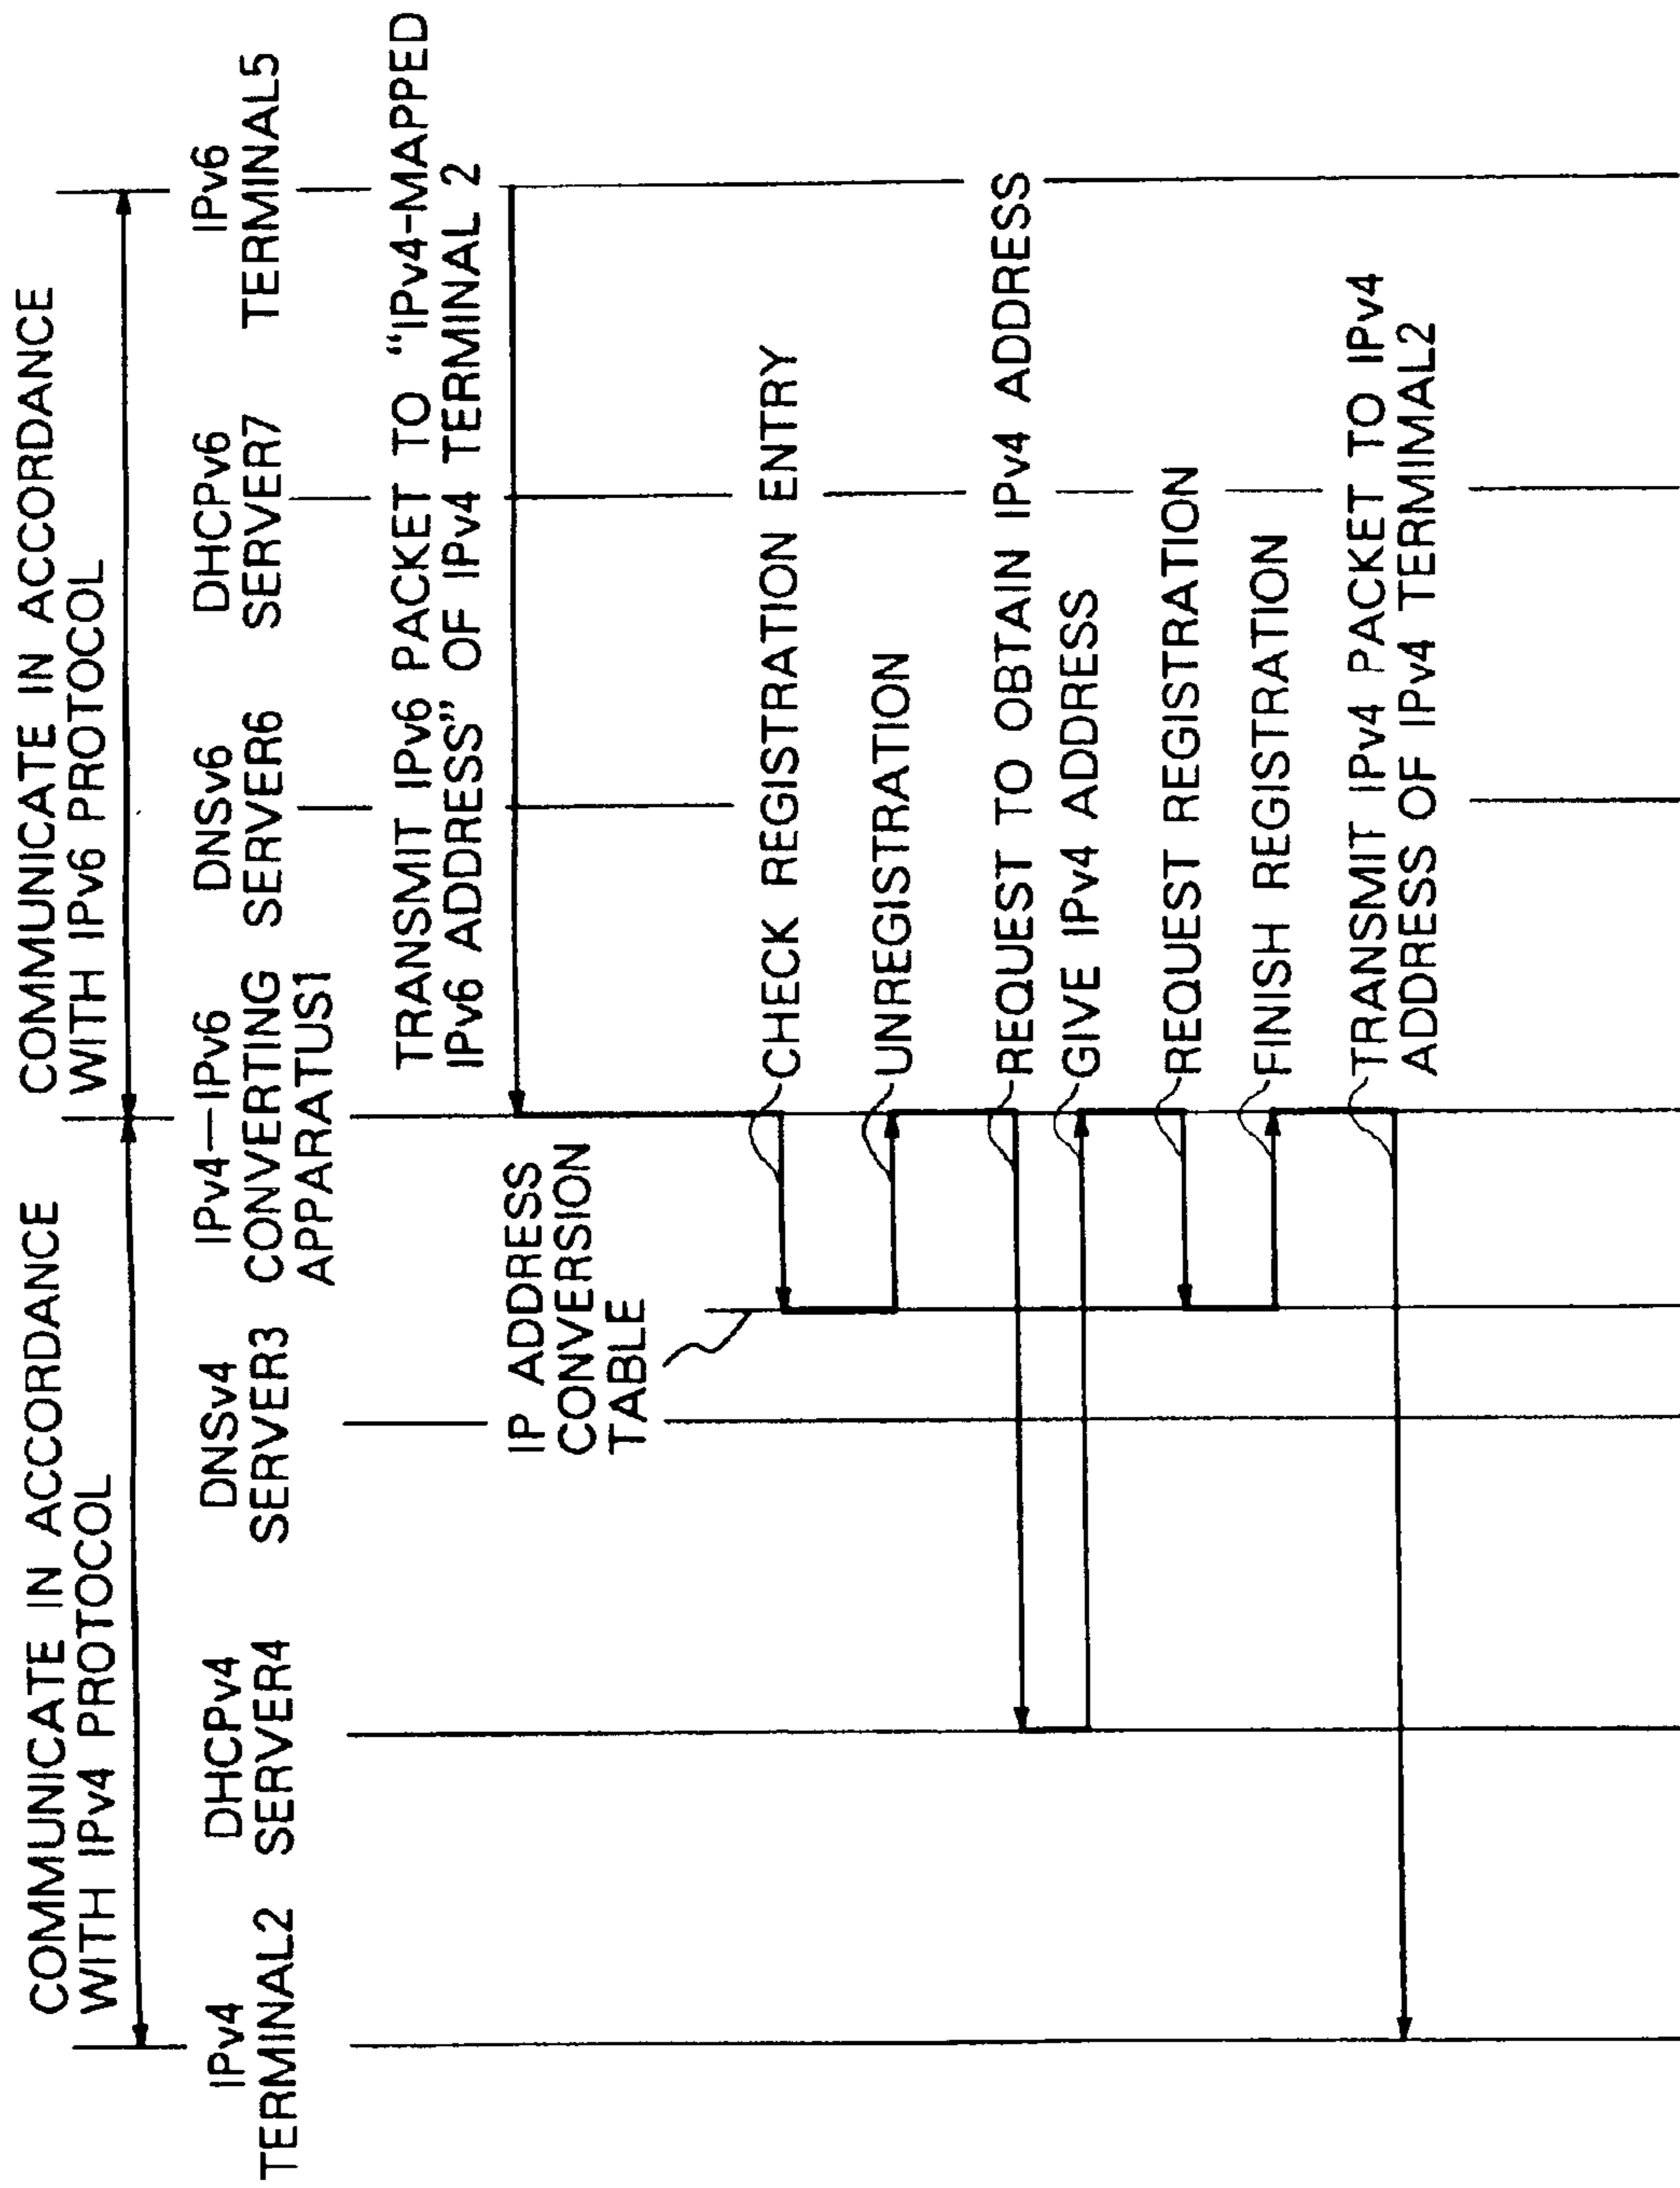 COMMUNICATE IN ACCORDANCE
WITH IPv4 PROTOCOL
COMMUNICATE IN ACCORDANCE
WITH IPv6 PROTOCOL
IPv4
TERMINAL2
DHCPv4
SERVER4
DNSv4
SERVER3
IPv4—IPv6
CONVERTING
APPARATUS1
DNSv6
SERVER6
DHCPv6
SERVER7
IPv6
TERMINAL5
TRANSMIT IPv6 PACKET TO “IPv4-MAPPED
IPv6 ADDRESS” OF IPv4 TERMINAL 2
IP ADDRESS
CONVERSION
TABLE
CHECK REGISTRATION ENTRY
UNREGISTRATION
REQUEST TO OBTAIN IPv4 ADDRESS
GIVE IPv4 ADDRESS
REQUEST REGISTRATION
FINISH REGISTRATION
TRANSMIT IPv4 PACKET TO IPv4
ADDRESS OF IPv4 TERMIMAL2